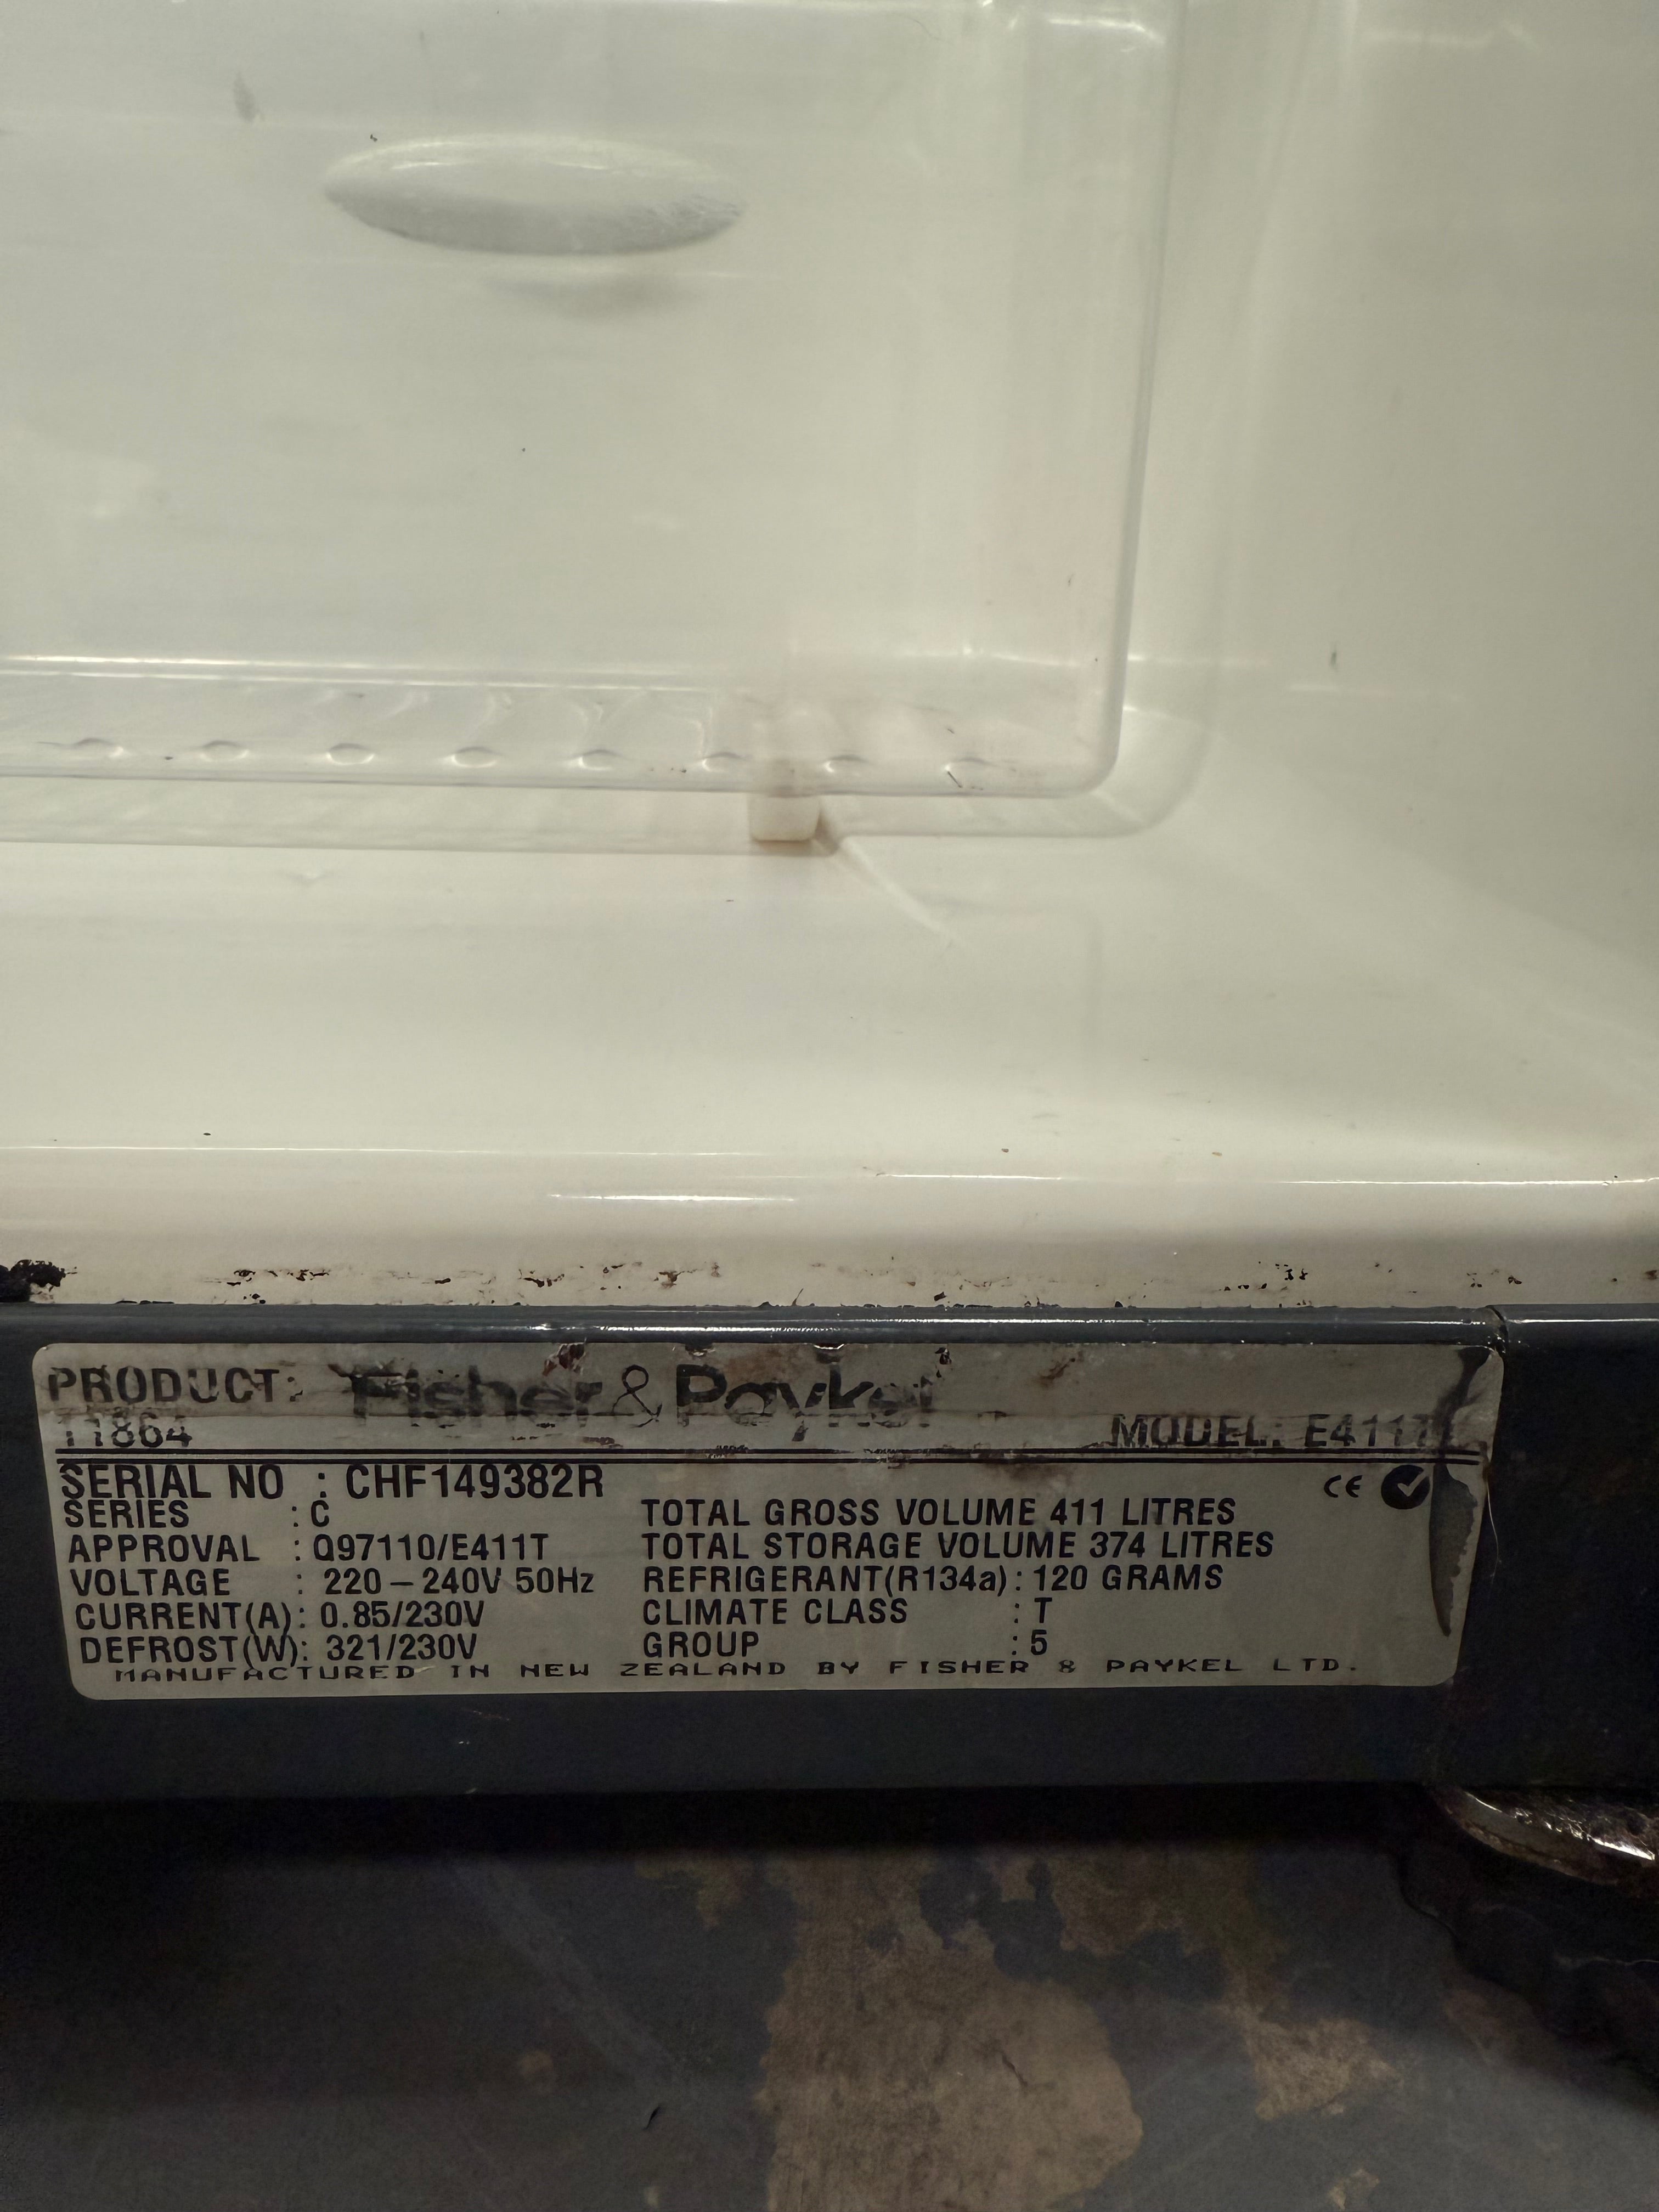 PRODUCT: Fisher & Paykel
11864 MODEL: E411T
SERIAL NO : CHF149382R
SERIES : C TOTAL GROSS VOLUME 411 LITRES
APPROVAL : Q97110/E411T TOTAL STORAGE VOLUME 374 LITRES
VOLTAGE : 220-240V 50Hz REFRIGERANT(R134a): 120 GRAMS
CURRENT(A): 0.85/230V CLIMATE CLASS : T
DEFROST(W): 321/230V GROUP : 5
MANUFACTURED IN NEW ZEALAND BY FISHER & PAYKEL LTD.